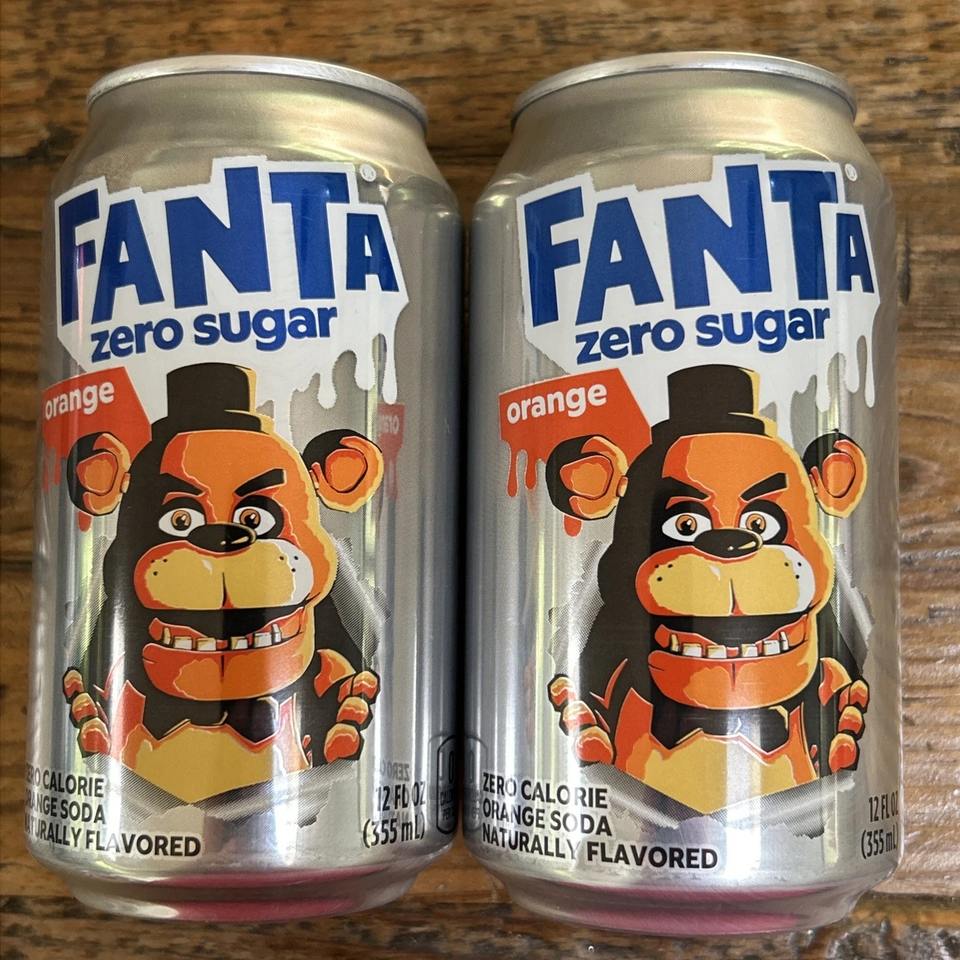 FANTA®
zero sugar
orange
ZERO CALORIE
ORANGE SODA
NATURALLY FLAVORED
12 FL OZ
(355 mL)
FANTA®
zero sugar
orange
ZERO CALORIE
ORANGE SODA
NATURALLY FLAVORED
12 FL OZ
(355 mL)